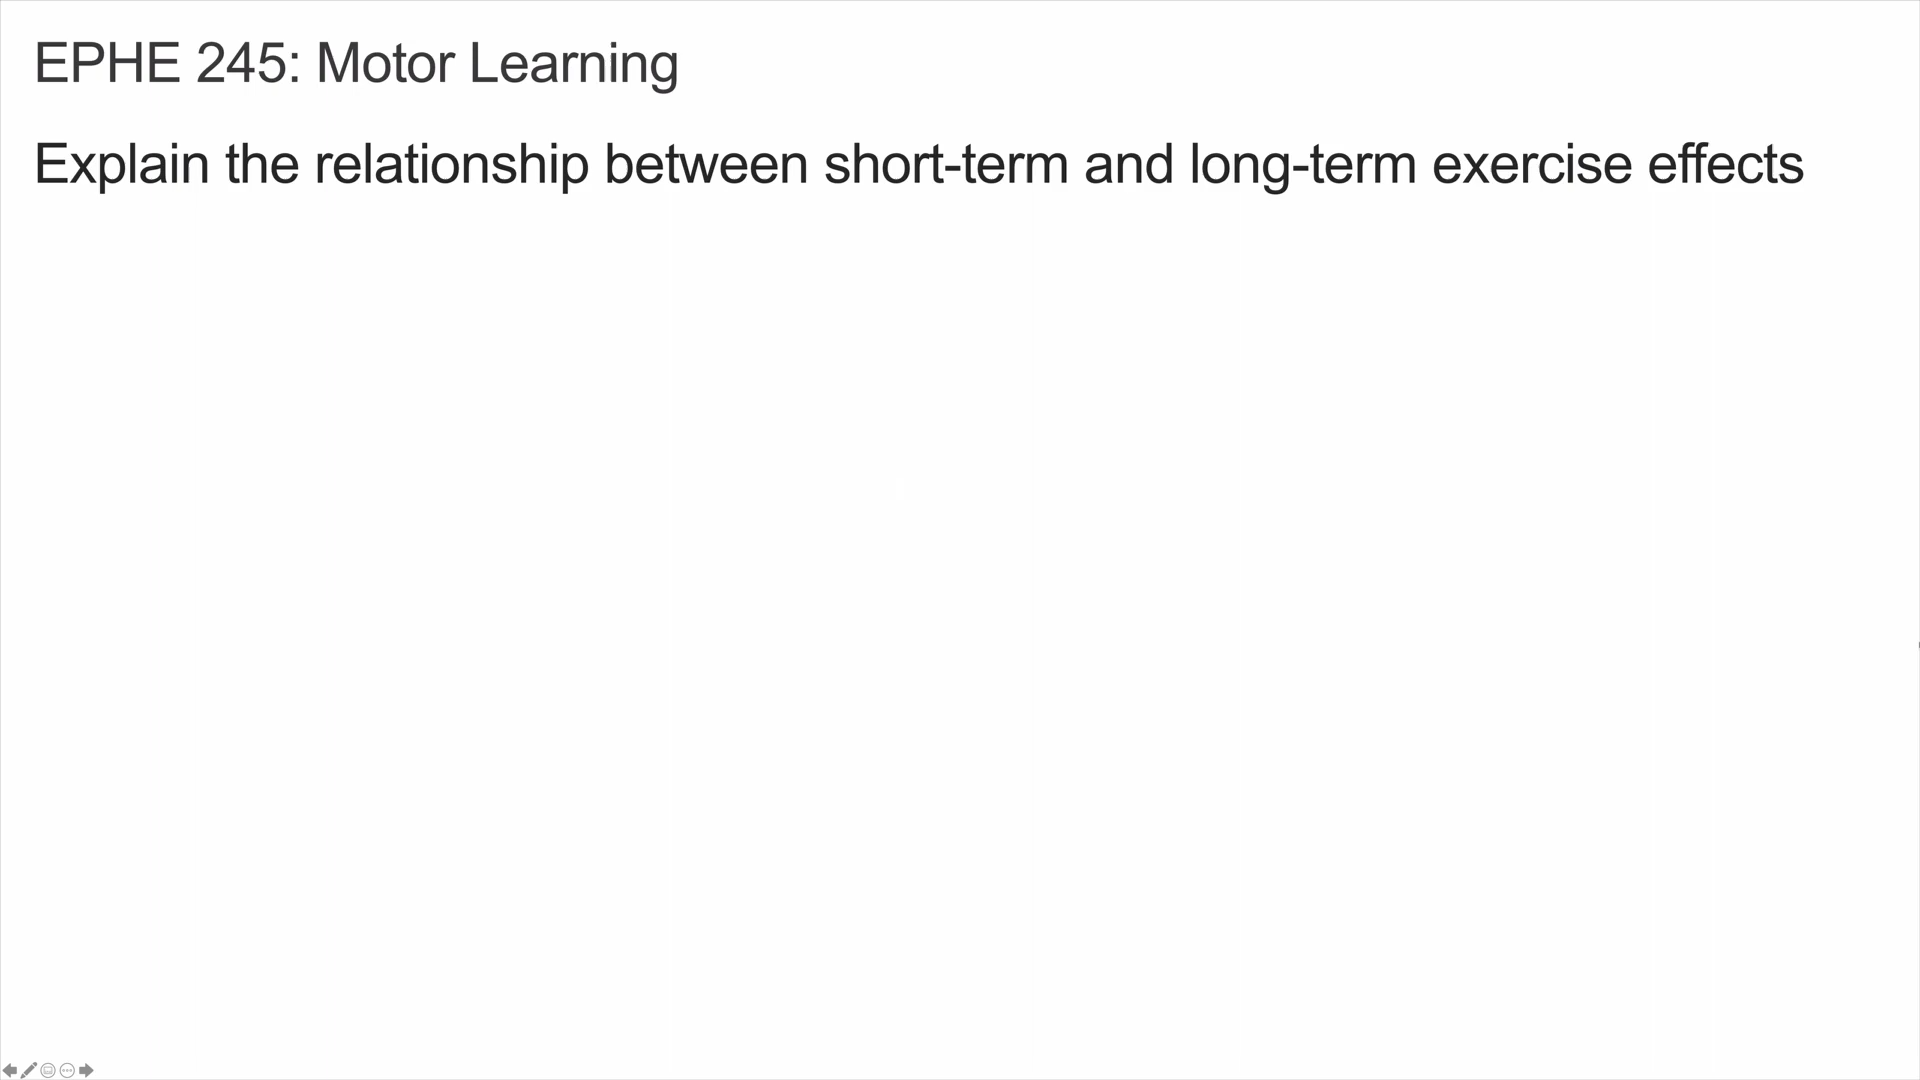 EPHE 245: Motor Learning
Explain the relationship between short-term and long-term exercise effects